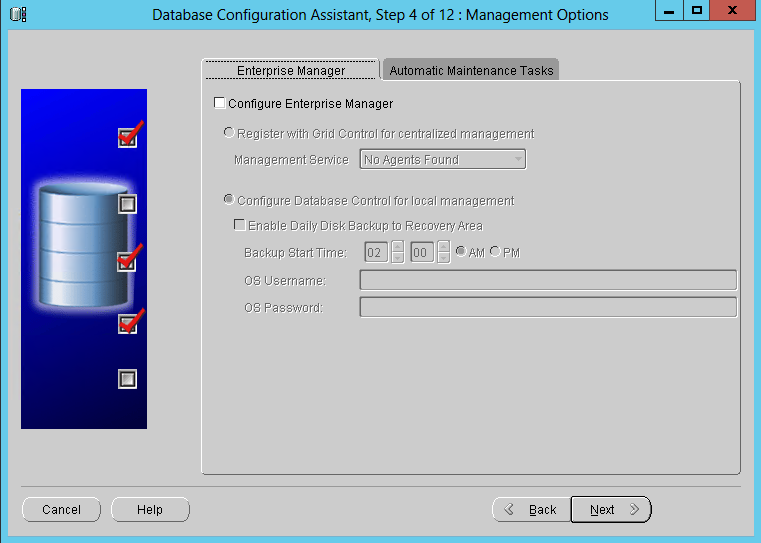 Database Configuration Assistant, Step 4 of 12 : Management Options
Enterprise Manager
Automatic Maintenance Tasks
Configure Enterprise Manager
Register with Grid Control for centralized management
Management Service No Agents Found
Configure Database Control for local management
Enable Daily Disk Backup to Recovery Area
Backup Start Time: 02 00 AM PM
OS Username:
OS Password:
Cancel Help Back Next